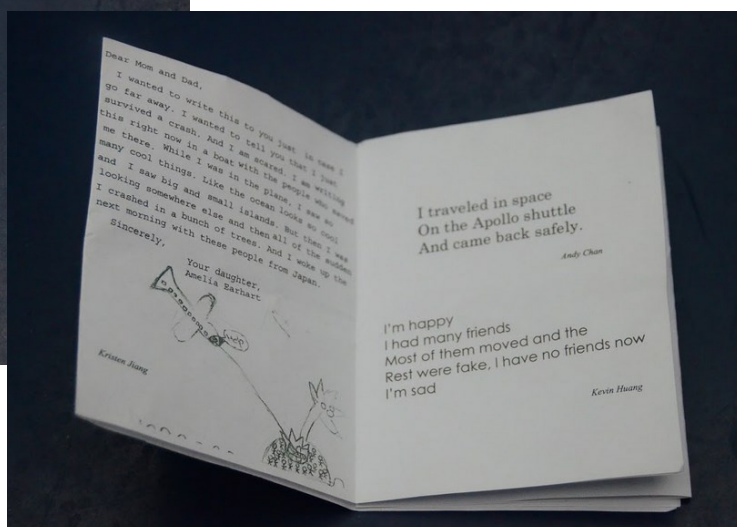 Dear Mom and Dad,
I wanted to write this to you just in case I
go far away. I wanted to tell you that I just
survived a crash. And I am scared. I am writing
this right now in a boat with the people who saved
me there. While I was in the plane, I saw so
many cool things. Like the ocean looks so cool
and I saw big and small islands. But then I was
looking somewhere else and then all of the sudden
I crashed in a bunch of trees. And I woke up the
next morning with these people from Japan.
Sincerely,
Your daughter,
Amelia Earhart
Kristen Jiang
I traveled in space
On the Apollo shuttle
And came back safely.
Andy Chan
I'm happy
I had many friends
Most of them moved and the
Rest were fake, I have no friends now
I'm sad
Kevin Huang